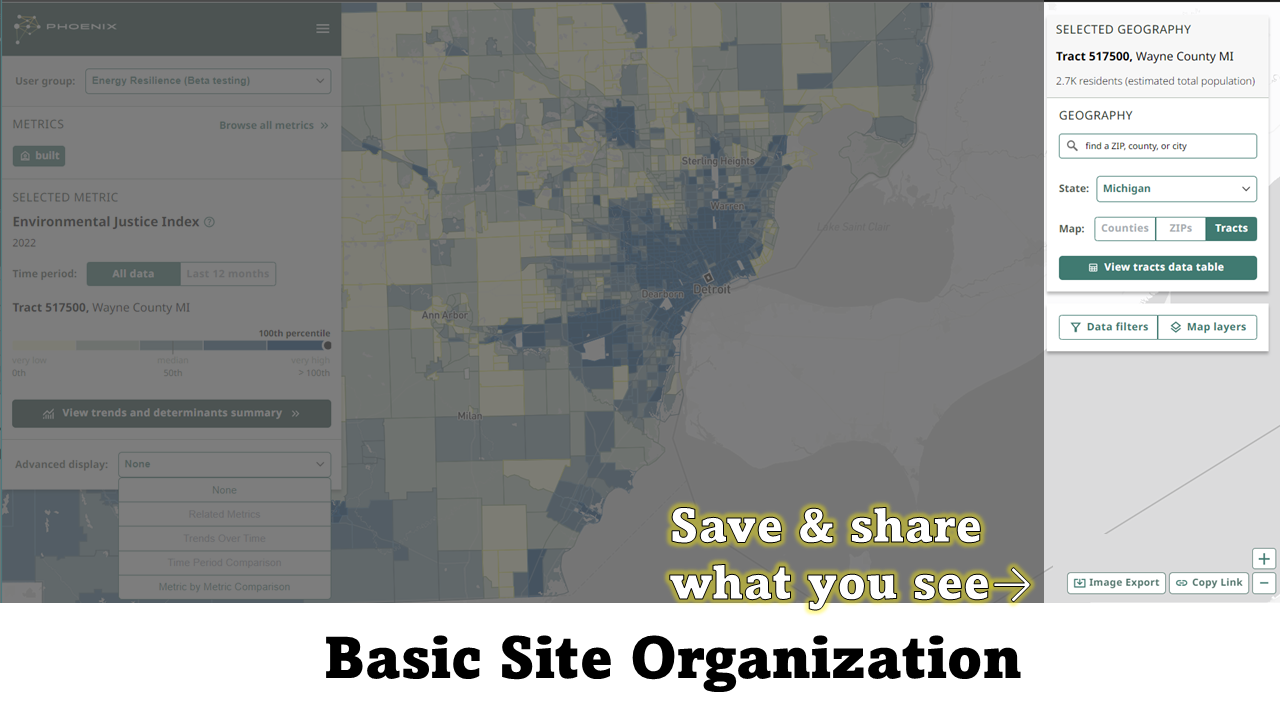 PHOENIX
User group: Energy Resilience (Beta testing)
METRICS
Browse all metrics »
built
SELECTED METRIC
Environmental Justice Index
2022
Time period: All data Last 12 months
Tract 517500, Wayne County MI
100th percentile
very low median very high
0th 50th > 100th
View trends and determinants summary »
Advanced display: None
None
Related Metrics
Trends Over Time
Time Period Comparison
Metric by Metric Comparison
Sterling Heights
Warren
Lake Saint Clair
Dearborn
Detroit
Ann Arbor
Milan
SELECTED GEOGRAPHY
Tract 517500, Wayne County MI
2.7K residents (estimated total population)
GEOGRAPHY
find a ZIP, county, or city
State: Michigan
Map: Counties ZIPs Tracts
View tracts data table
Data filters Map layers
Save & share
what you see→
+
Image Export Copy Link −
Basic Site Organization